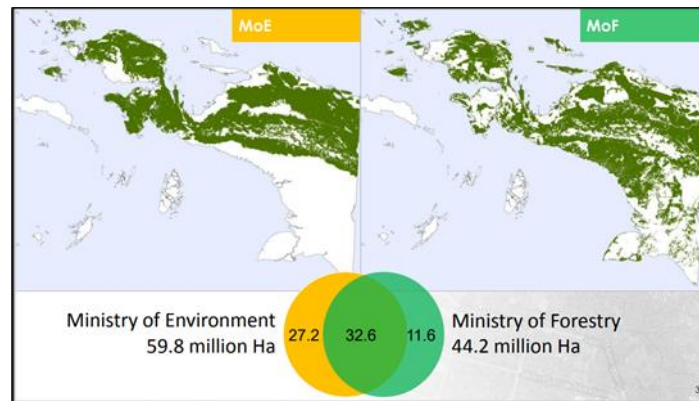 MoE
MoF
Ministry of Environment
59.8 million Ha
27.2
32.6
11.6
Ministry of Forestry
44.2 million Ha
3